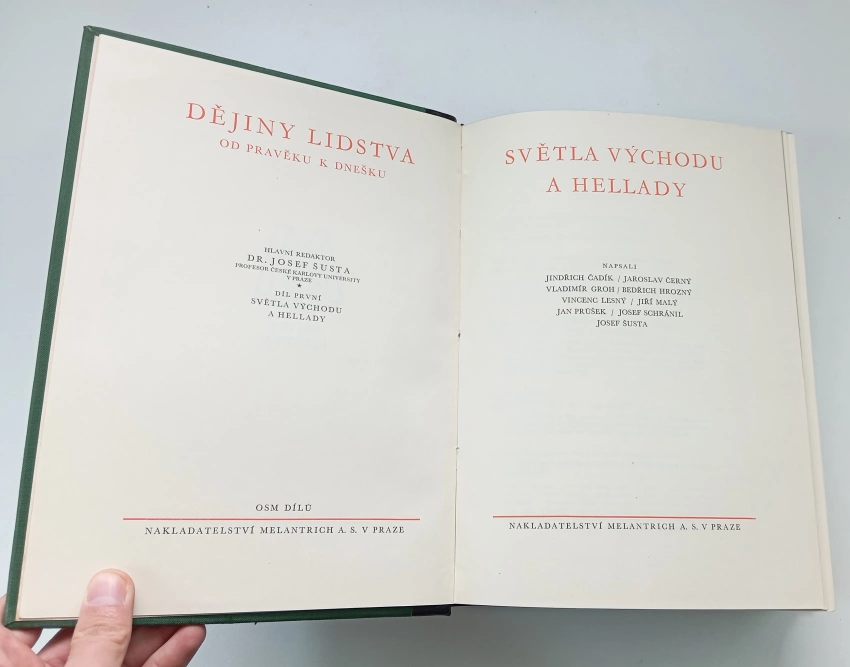 DĚJINY LIDSTVA
OD PRAVĚKU K DNEŠKU
HLAVNÍ REDAKTOR
DR. JOSEF ŠUSTA
PROFESOR ČESKÉ KARLOVY UNIVERSITY
V PRAZE
★
DÍL PRVNÍ
SVĚTLA VÝCHODU
A HELLADY
OSM DÍLŮ
NAKLADATELSTVÍ MELANTRICH A. S. V PRAZE
SVĚTLA VÝCHODU
A HELLADY
NAPSALI
JINDŘICH ČADÍK / JAROSLAV ČERNÝ
VLADIMÍR GROH / BEDŘICH HROZNÝ
VINCENC LESNÝ / JIŘÍ MALÝ
JAN PRŮŠEK / JOSEF SCHRÁNIL
JOSEF ŠUSTA
NAKLADATELSTVÍ MELANTRICH A. S. V PRAZE